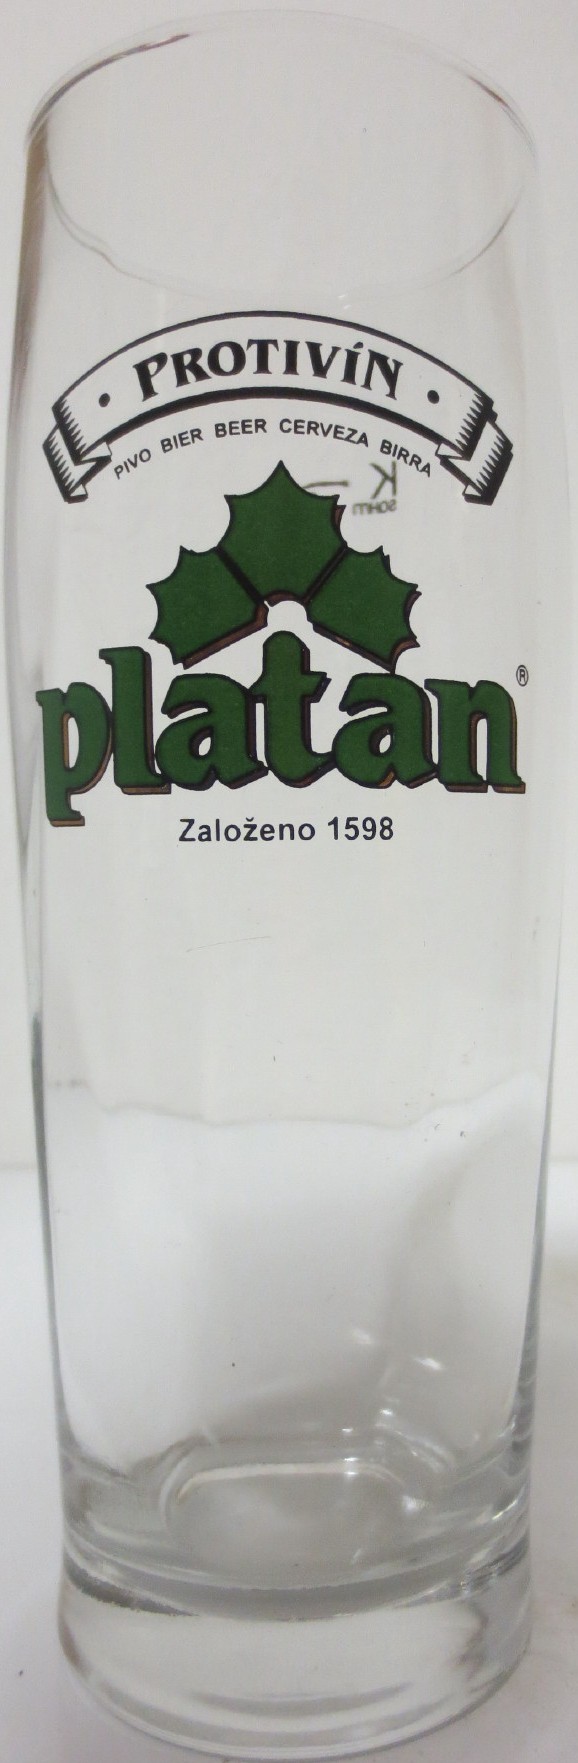 PROTIVÍN
PIVO BIER BEER CERVEZA BIRRA
platan®
Založeno 1598